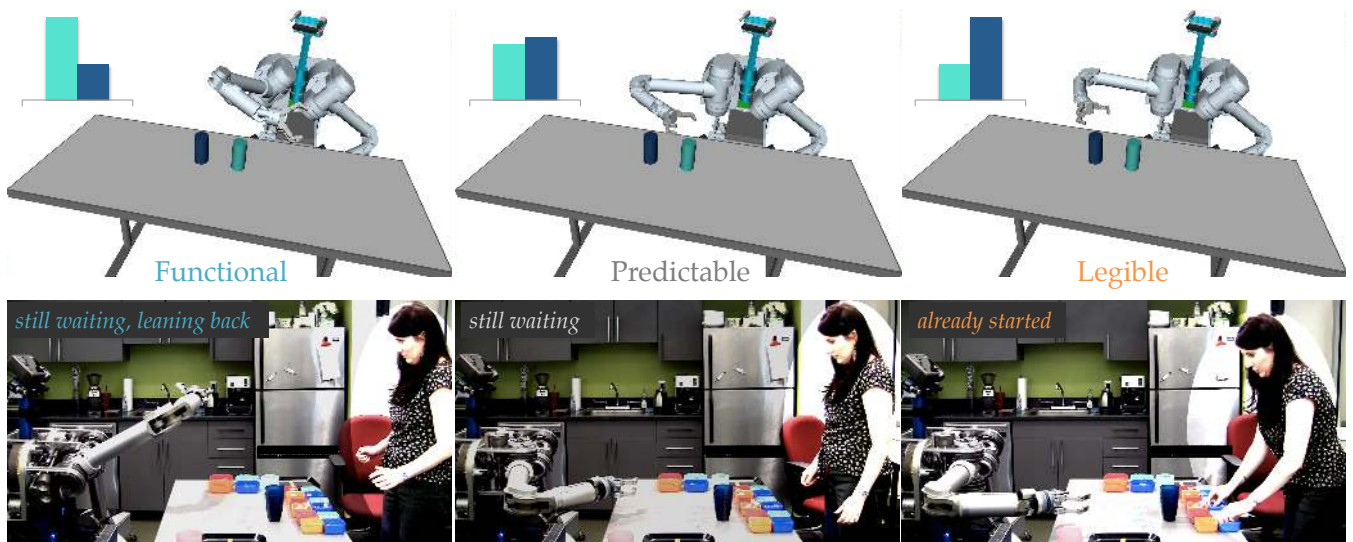 Functional
Predictable
Legible
still waiting, leaning back
still waiting
already started